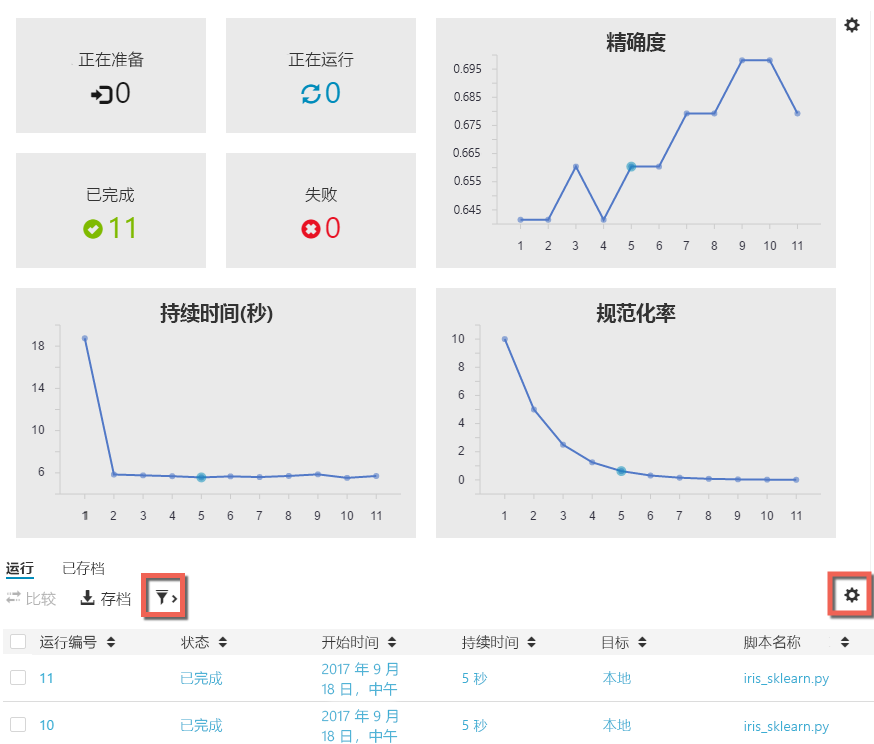 正在准备
0
正在运行
0
已完成
11
失败
0
精确度
0.695
0.685
0.675
0.665
0.655
0.645
1 2 3 4 5 6 7 8 9 10 11
持续时间(秒)
18
14
10
6
1 2 3 4 5 6 7 8 9 10 11
规范化率
10
8
6
4
2
0
1 2 3 4 5 6 7 8 9 10 11
运行 已存档
比较 存档
运行编号 状态 开始时间 持续时间 目标 脚本名称
11 已完成 2017 年 9 月 5 秒 本地 iris_sklearn.py
18 日，中午
10 已完成 2017 年 9 月 5 秒 本地 iris_sklearn.py
18 日，中午